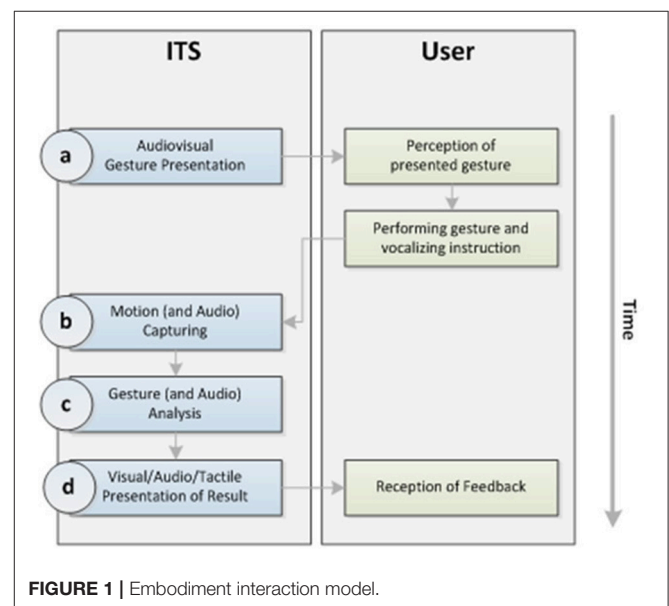 ITS
User
a
Audiovisual
Gesture Presentation
Perception of
presented gesture
Performing gesture and
vocalizing instruction
b
Motion (and Audio)
Capturing
c
Gesture (and Audio)
Analysis
d
Visual/Audio/Tactile
Presentation of Result
Reception of Feedback
Time
FIGURE 1 | Embodiment interaction model.